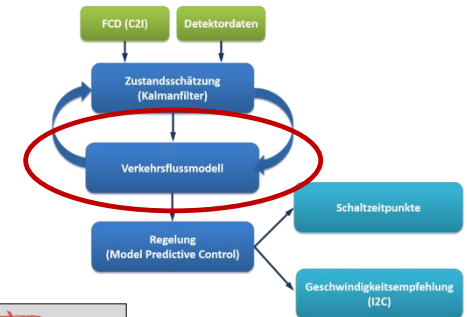 FCD (C2I)
Detektordaten
Zustandsschätzung
(Kalmanfilter)
Verkehrsflussmodell
Schaltzeitpunkte
Regelung
(Model Predictive Control)
Geschwindigkeitsempfehlung
(I2C)